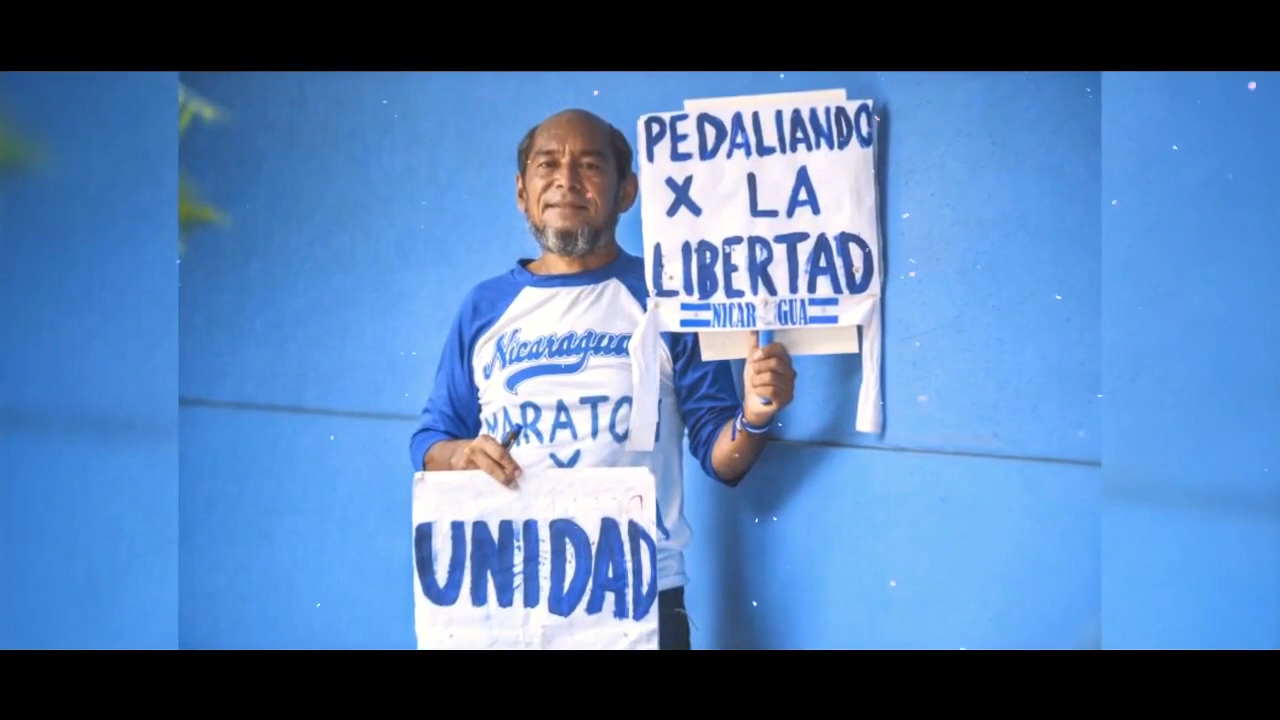 PEDALIANDO
X LA
LIBERTAD
NICAR GUA
Nicaragua
MARATO
X
UNIDAD